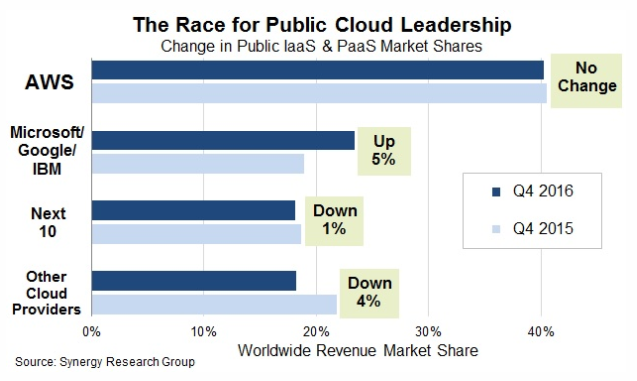 The Race for Public Cloud Leadership
Change in Public IaaS & PaaS Market Shares
AWS
No
Change
Microsoft/
Google/
IBM
Up
5%
Next
10
Down
1%
Other
Cloud
Providers
Down
4%
Q4 2016
Q4 2015
0%
10%
20%
30%
40%
Worldwide Revenue Market Share
Source: Synergy Research Group